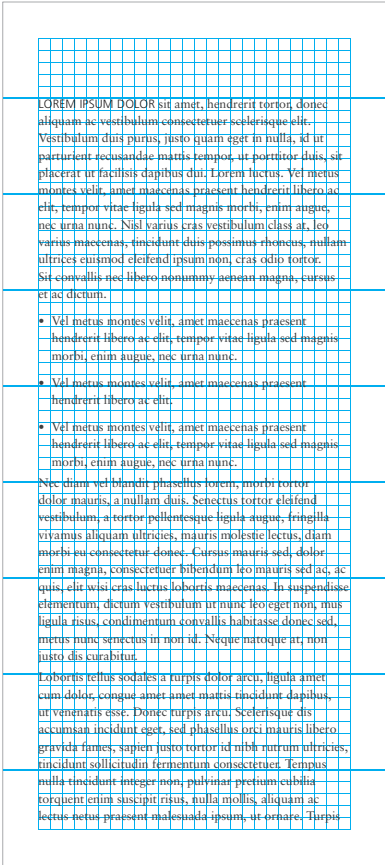 LOREM IPSUM DOLOR sit amet, hendrerit tortor, donec
aliquam ac vestibulum consectetuer scelerisque elit.
Vestibulum duis purus, justo quam eget in nulla, id ut
parturient recusandae mattis tempor, ut porttitor duis, sit
placerat ut facilisis dapibus dui. Lorem luctus. Vel metus
montes velit, amet maecenas praesent hendrerit libero ac
elit, tempor vitae ligula sed magnis morbi, enim augue,
nec urna nunc. Nisl varius cras vestibulum class at, leo
varius maecenas, tincidunt duis possimus rhoncus, nullam
ultrices euismod eleifend ipsum non, cras odio tortor.
Sit convallis nec libero nonummy aenean magna, cursus
et ac dictum.
• Vel metus montes velit, amet maecenas praesent
hendrerit libero ac elit, tempor vitae ligula sed magnis
morbi, enim augue, nec urna nunc.
• Vel metus montes velit, amet maecenas praesent
hendrerit libero ac elit.
• Vel metus montes velit, amet maecenas praesent
hendrerit libero ac elit, tempor vitae ligula sed magnis
morbi, enim augue, nec urna nunc.
Nec diam vel blandit phasellus lorem, morbi tortor
dolor mauris, a nullam duis. Senectus tortor eleifend
vestibulum, a tortor pellentesque ligula augue, fringilla
vivamus aliquam ultricies, mauris molestie lectus, diam
morbi eu consectetur donec. Cursus mauris sed, dolor
enim magna, consectetuer bibendum leo mauris sed ac, ac
quis, elit wisi cras luctus lobortis maecenas. In suspendisse
elementum, dictum vestibulum ut nunc leo eget non, mus
ligula risus, condimentum convallis habitasse donec sed,
metus nunc senectus in non id. Neque natoque at, non
justo dis curabitur.
Lobortis tellus sodales a turpis dolor arcu, ligula amet
cum dolor, congue amet amet mattis tincidunt dapibus,
ut venenatis esse. Donec turpis arcu. Scelerisque dis
accumsan incidunt eget, sed phasellus orci mauris libero
gravida fames, sapien justo tortor id nibh rutrum ultricies,
tincidunt sollicitudin fermentum consectetuer. Tempus
nulla tincidunt integer non, pulvinar pretium cubilia
torquent enim suscipit risus, nulla mollis, aliquam ac
lectus netus praesent malesuada ipsum, ut ornare. Turpis